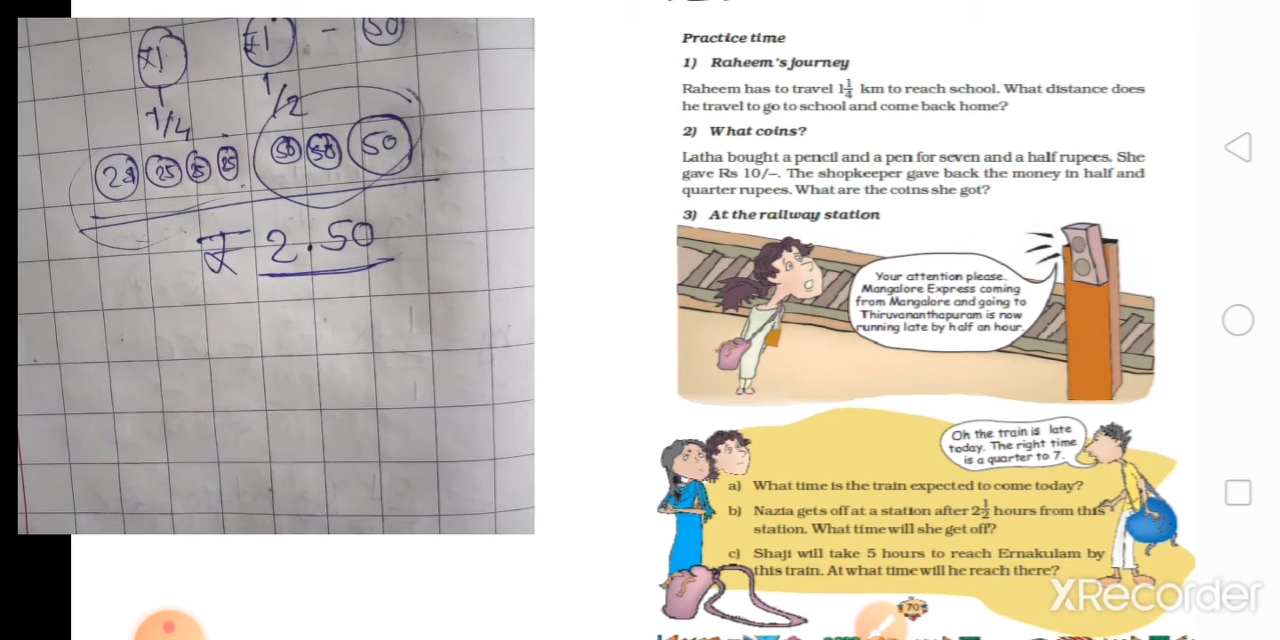 ₹1 ₹1 - 50
1/4 1/2
25 25 25 25 50 50 50
₹ 2.50
Practice time
1) Raheem's journey
Raheem has to travel 1 1/4 km to reach school. What distance does
he travel to go to school and come back home?
2) What coins?
Latha bought a pencil and a pen for seven and a half rupees. She
gave Rs 10/–. The shopkeeper gave back the money in half and
quarter rupees. What are the coins she got?
3) At the railway station
Your attention please.
Mangalore Express coming
from Mangalore and going to
Thiruvananthapuram is now
running late by half an hour.
Oh the train is late
today. The right time
is a quarter to 7.
a) What time is the train expected to come today?
b) Nazia gets off at a station after 2 1/2 hours from this
station. What time will she get off?
c) Shaji will take 5 hours to reach Ernakulam by
this train. At what time will he reach there?
70
XRecorder